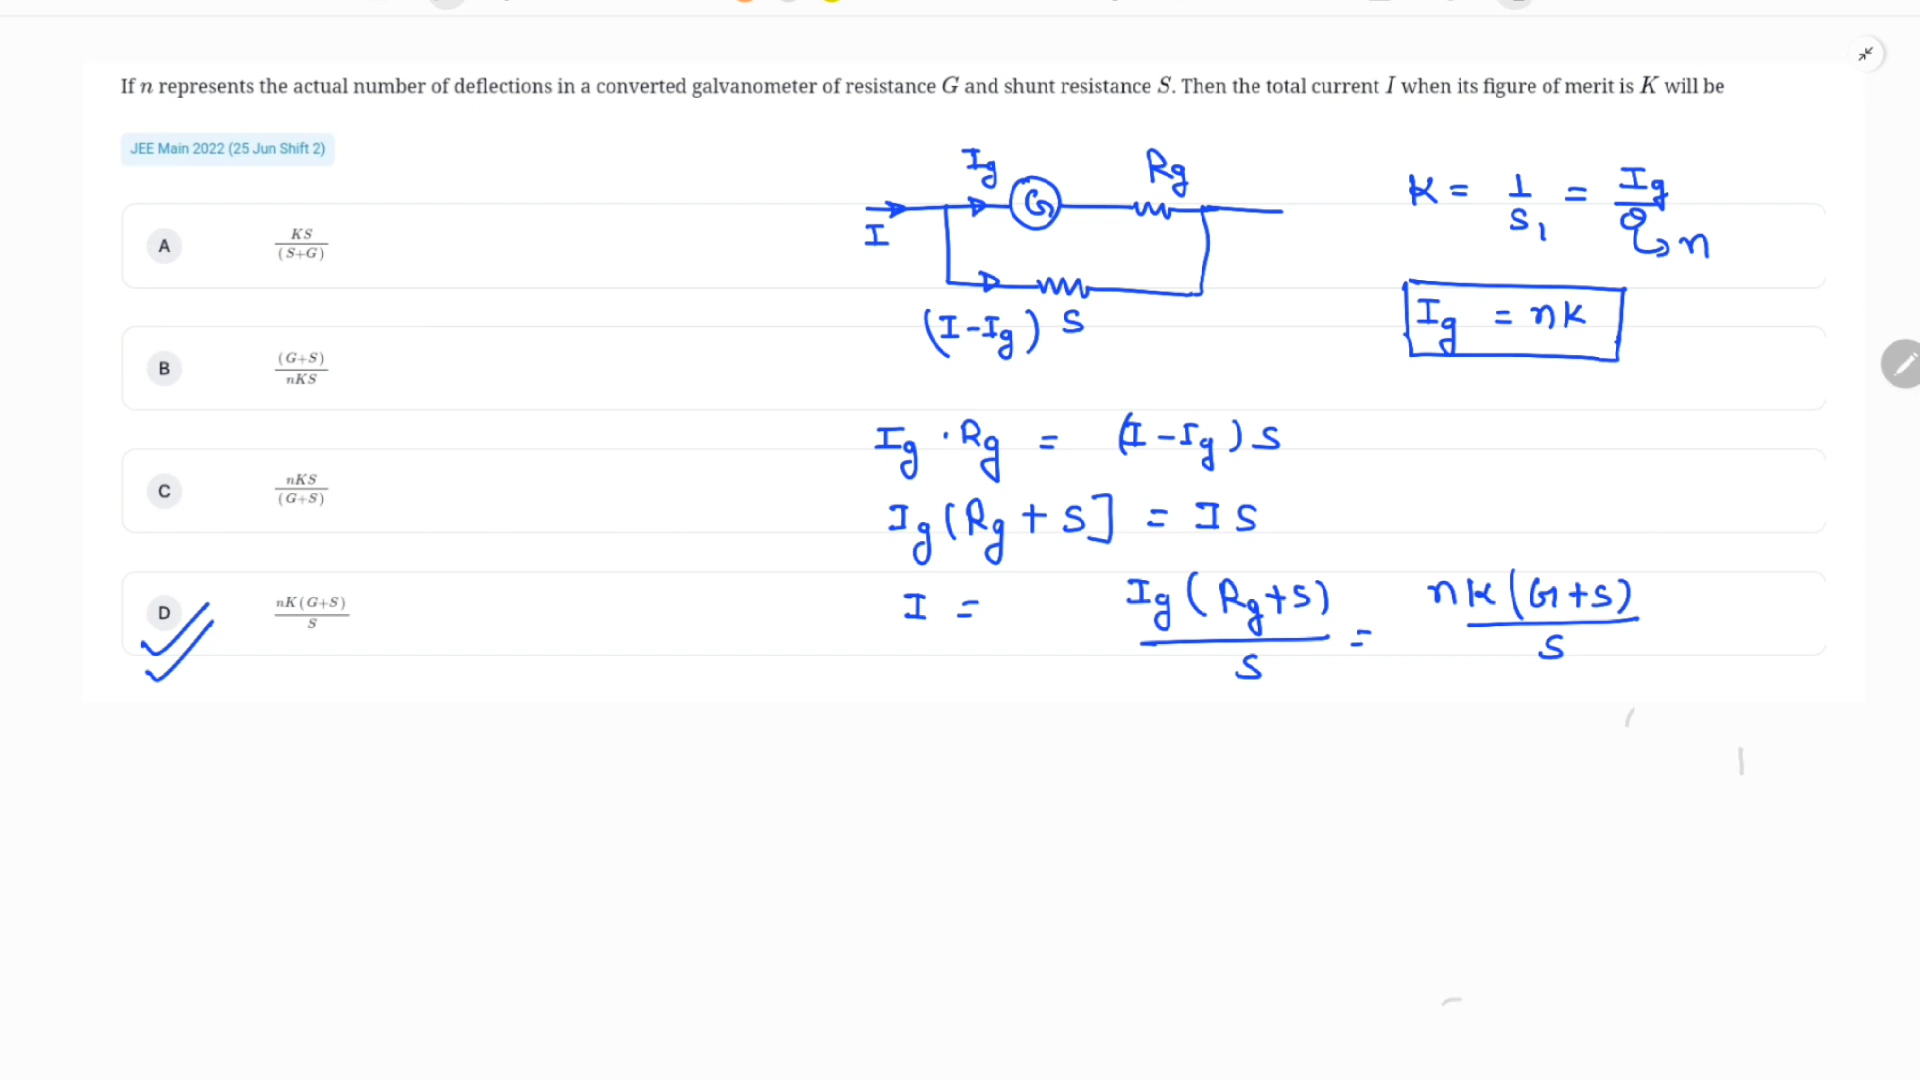 If n represents the actual number of deflections in a converted galvanometer of resistance G and shunt resistance S. Then the total current I when its figure of merit is K will be
JEE Main 2022 (25 Jun Shift 2)
A KS/(S+G)
B (G+S)/nKS
C nKS/(G+S)
D nK(G+S)/S
Ig G Rg
I
(I-Ig) S
K = 1/S1 = Ig/θ → n
Ig = nK
Ig · Rg = (I-Ig)S
Ig(Rg+S] = IS
I = Ig(Rg+S)/S = nK(G+S)/S